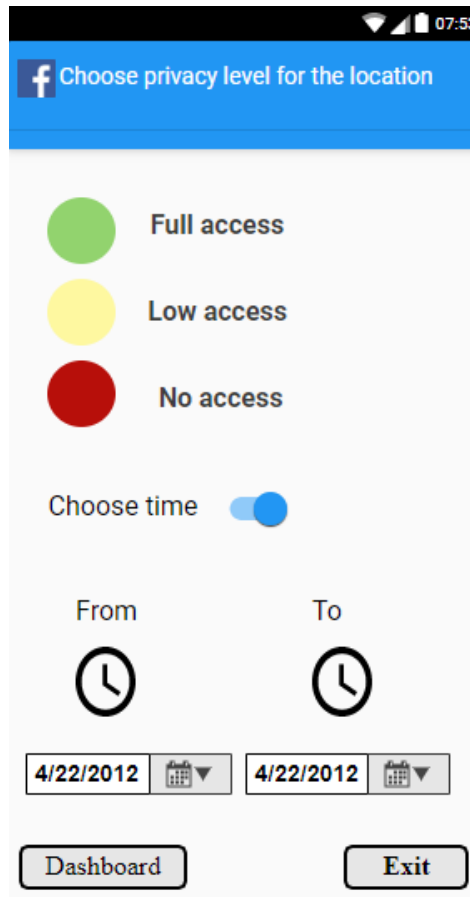 07:53
Choose privacy level for the location
Full access
Low access
No access
Choose time
From To
4/22/2012 4/22/2012
Dashboard Exit